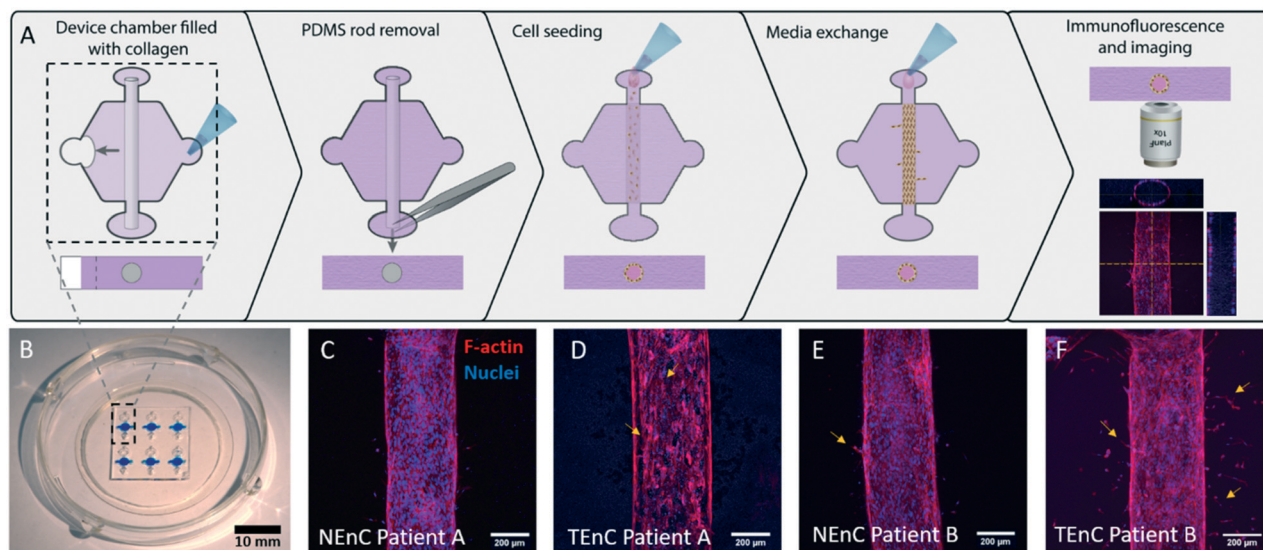 A
Device chamber filled
with collagen
PDMS rod removal
Cell seeding
Media exchange
Immunofluorescence
and imaging
PlanF
10x
B
10 mm
C
F-actin
Nuclei
NEnC Patient A
200 µm
D
TEnC Patient A
200 µm
E
NEnC Patient B
200 µm
F
TEnC Patient B
200 µm